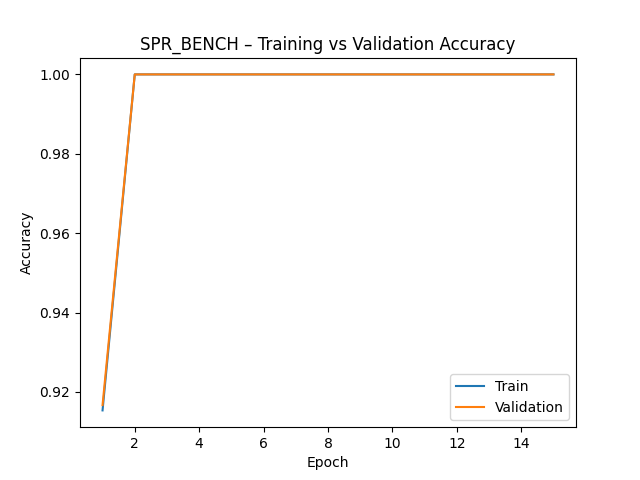 SPR_BENCH – Training vs Validation Accuracy
1.00
0.98
0.96
0.94
0.92
Accuracy
2 4 6 8 10 12 14
Epoch
Train
Validation